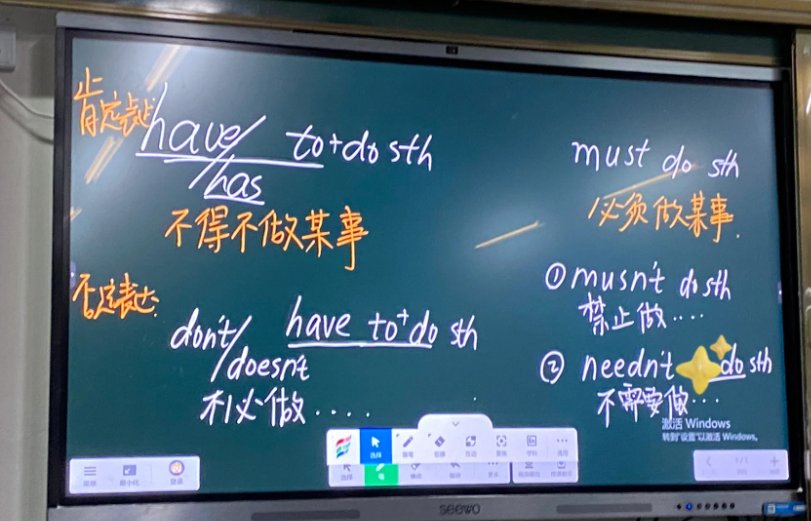 肯定表达
have/has to+do sth
不得不做某事
must do sth
必须做某事.
否定表达:
don't/doesn't have to+do sth
不必做....
①musn't do sth
禁止做....
②needn't do sth
不需要做...
激活 Windows
转到"设置"以激活 Windows。
选择
seewo